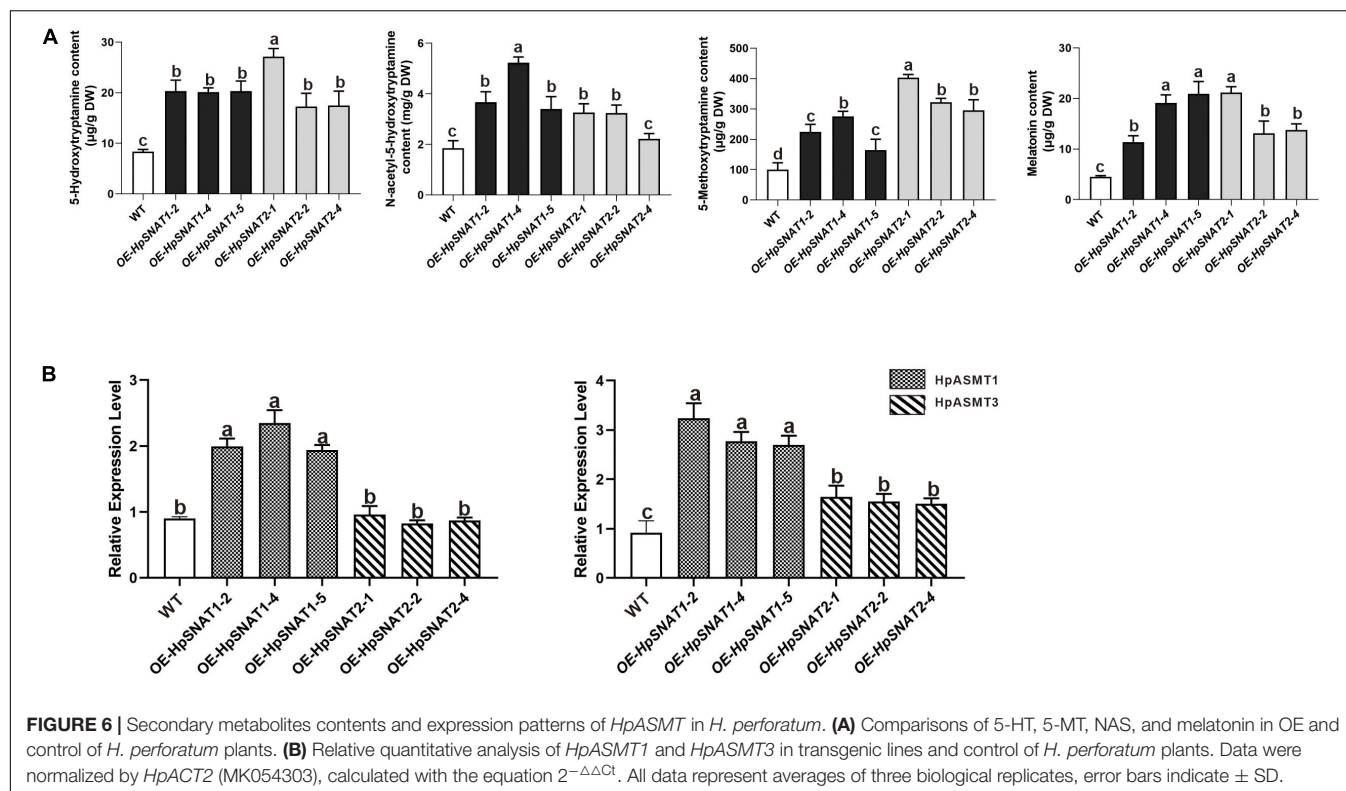 A
5-Hydroxytryptamine content
(μg/g DW)
30
20
10
0
c
b
b
b
a
b
b
WT
OE-HpSNAT1-2
OE-HpSNAT1-4
OE-HpSNAT1-5
OE-HpSNAT2-1
OE-HpSNAT2-2
OE-HpSNAT2-4
N-acetyl-5-hydroxytryptamine
content (mg/g DW)
6
4
2
0
c
b
a
b
b
b
c
WT
OE-HpSNAT1-2
OE-HpSNAT1-4
OE-HpSNAT1-5
OE-HpSNAT2-1
OE-HpSNAT2-2
OE-HpSNAT2-4
5-Methoxytryptamine content
(μg/g DW)
500
400
300
200
100
0
d
c
b
c
a
b
b
WT
OE-HpSNAT1-2
OE-HpSNAT1-4
OE-HpSNAT1-5
OE-HpSNAT2-1
OE-HpSNAT2-2
OE-HpSNAT2-4
Melatonin content
(μg/g DW)
30
20
10
0
c
b
a
a
a
b
b
WT
OE-HpSNAT1-2
OE-HpSNAT1-4
OE-HpSNAT1-5
OE-HpSNAT2-1
OE-HpSNAT2-2
OE-HpSNAT2-4
B
Relative Expression Level
3
2
1
0
b
a
a
a
b
b
b
WT
OE-HpSNAT1-2
OE-HpSNAT1-4
OE-HpSNAT1-5
OE-HpSNAT2-1
OE-HpSNAT2-2
OE-HpSNAT2-4
Relative Expression Level
4
3
2
1
0
c
a
a
a
b
b
b
WT
OE-HpSNAT1-2
OE-HpSNAT1-4
OE-HpSNAT1-5
OE-HpSNAT2-1
OE-HpSNAT2-2
OE-HpSNAT2-4
HpASMT1
HpASMT3
FIGURE 6 | Secondary metabolites contents and expression patterns of HpASMT in H. perforatum. (A) Comparisons of 5-HT, 5-MT, NAS, and melatonin in OE and
control of H. perforatum plants. (B) Relative quantitative analysis of HpASMT1 and HpASMT3 in transgenic lines and control of H. perforatum plants. Data were
normalized by HpACT2 (MK054303), calculated with the equation 2−△△Ct. All data represent averages of three biological replicates, error bars indicate ± SD.